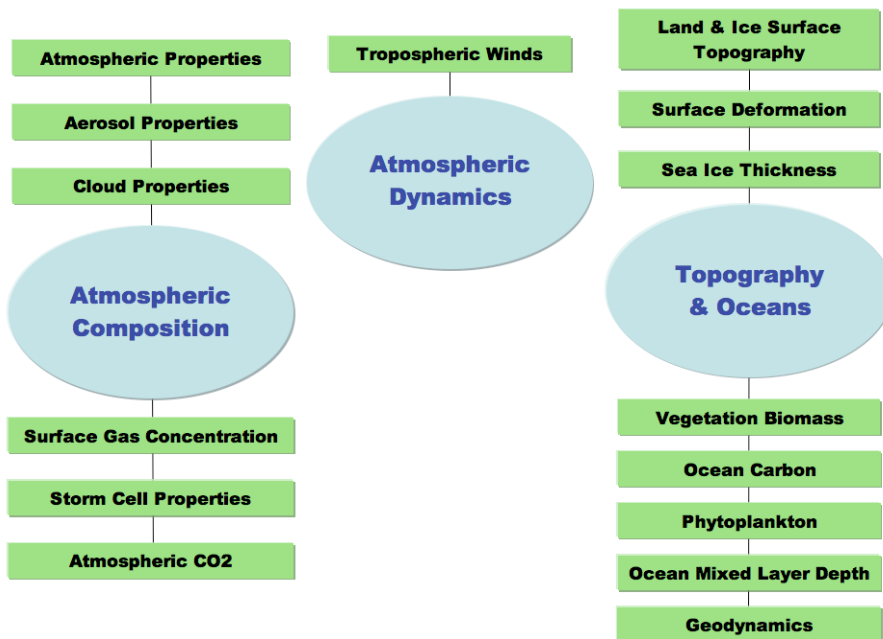 Atmospheric Properties
Aerosol Properties
Cloud Properties
Atmospheric
Composition
Surface Gas Concentration
Storm Cell Properties
Atmospheric CO2
Tropospheric Winds
Atmospheric
Dynamics
Land & Ice Surface
Topography
Surface Deformation
Sea Ice Thickness
Topography
& Oceans
Vegetation Biomass
Ocean Carbon
Phytoplankton
Ocean Mixed Layer Depth
Geodynamics